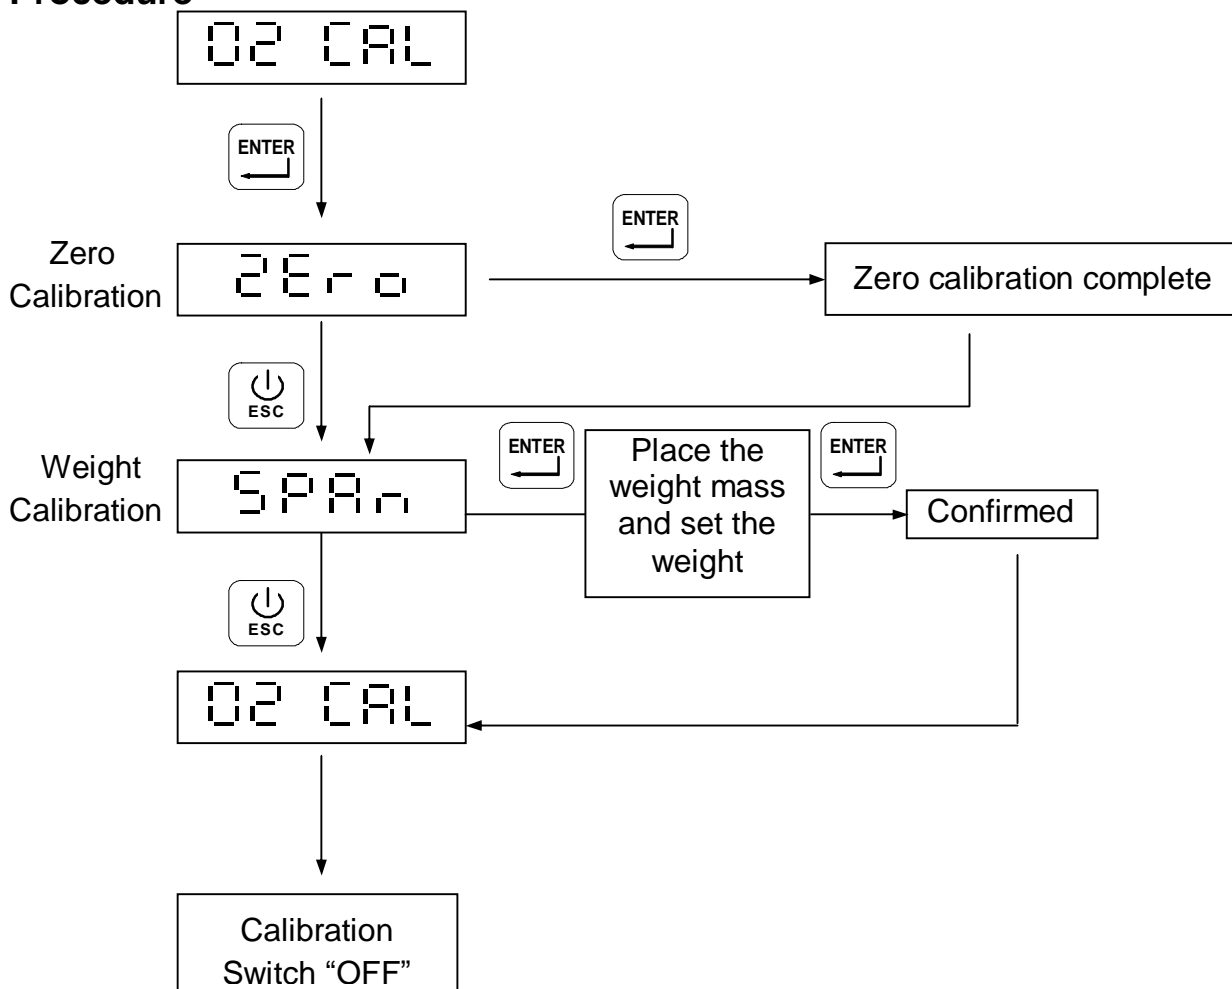 Procedure
02 CAL
ENTER
ENTER
Zero
Calibration
2Ero
Zero calibration complete
ESC
Weight
Calibration
SPAn
ENTER
Place the
weight mass
and set the
weight
ENTER
Confirmed
ESC
02 CAL
Calibration
Switch “OFF”